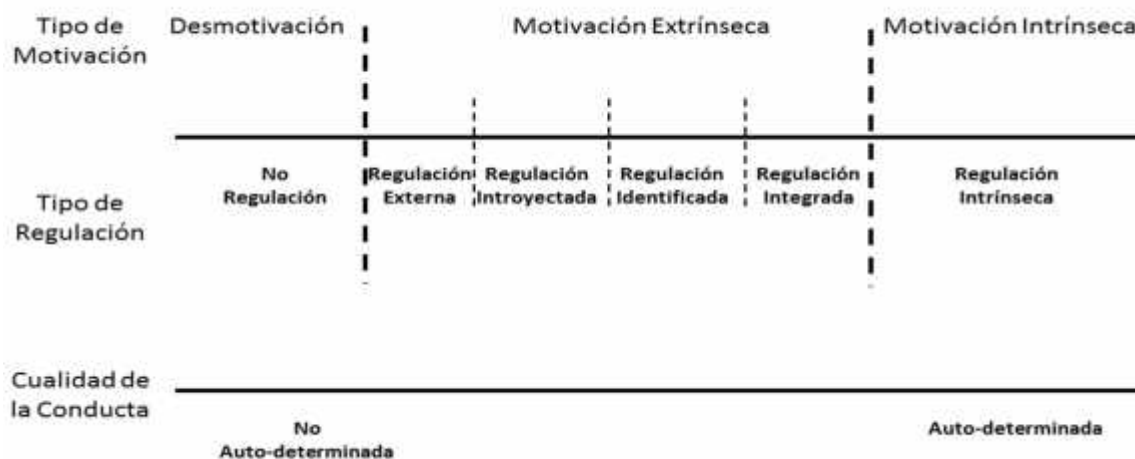 Tipo de Motivación
Desmotivación
Motivación Extrínseca
Motivación Intrínseca
Tipo de Regulación
No Regulación
Regulación Externa
Regulación Introyectada
Regulación Identificada
Regulación Integrada
Regulación Intrínseca
Cualidad de la Conducta
No Auto-determinada
Auto-determinada